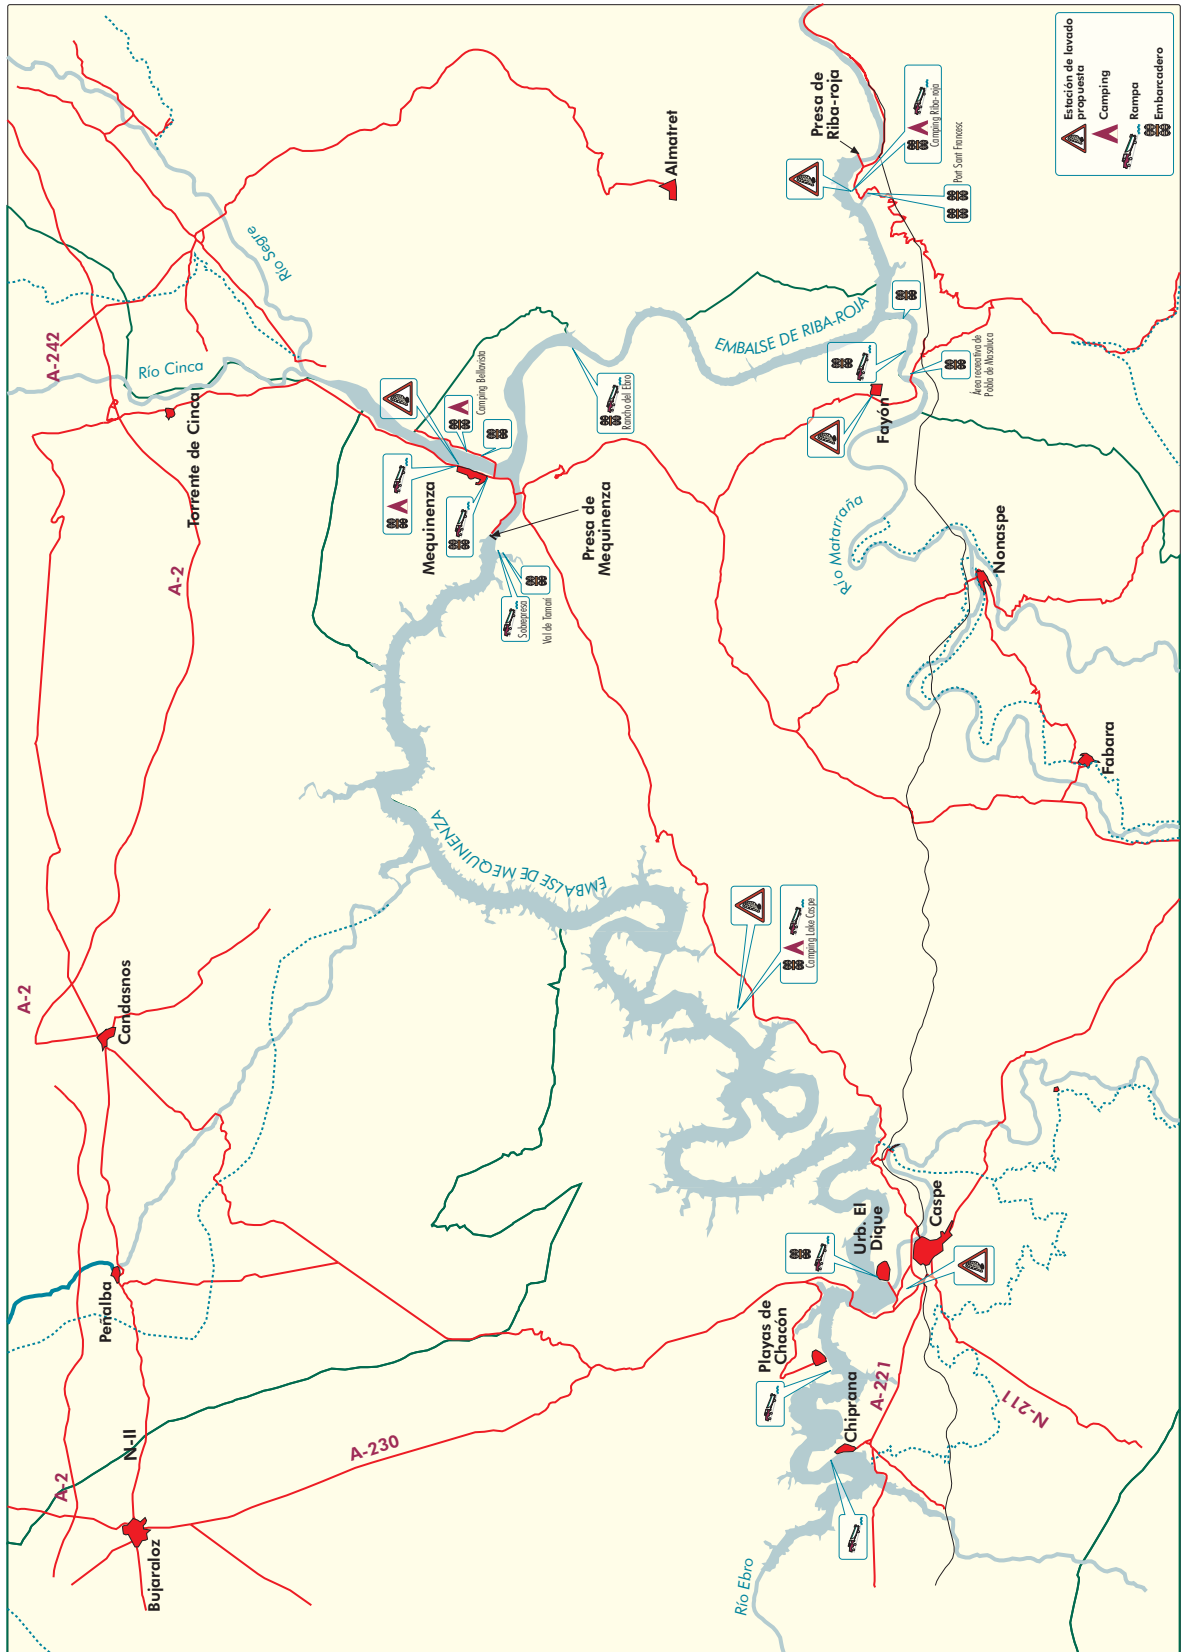 Estación de lavado
propuesta
Camping
Rampa
Embarcadero
Presa de
Riba-roja
Camping Riba-roja
Port Sant Francesc
Almatret
Río Segre
A-242
Río Cinca
Torrente de Cinca
A-2
EMBALSE DE RIBA-ROJA
Camping Bellavista
Rancho del Ebro
Área recreativa de
Pobla de Masaluca
Fayón
Mequinenza
Presa de
Mequinenza
Sobrepresa
Val de Tamarí
Río Matarraña
Nonaspe
Fabara
EMBALSE DE MEQUINENZA
Camping Lake Caspe
A-2
Candasnos
Peñalba
Urb. El
Dique
Caspe
Playas de
Chacón
Chiprana
A-221
N-211
A-230
N-II
A-2
Bujaraloz
Río Ebro